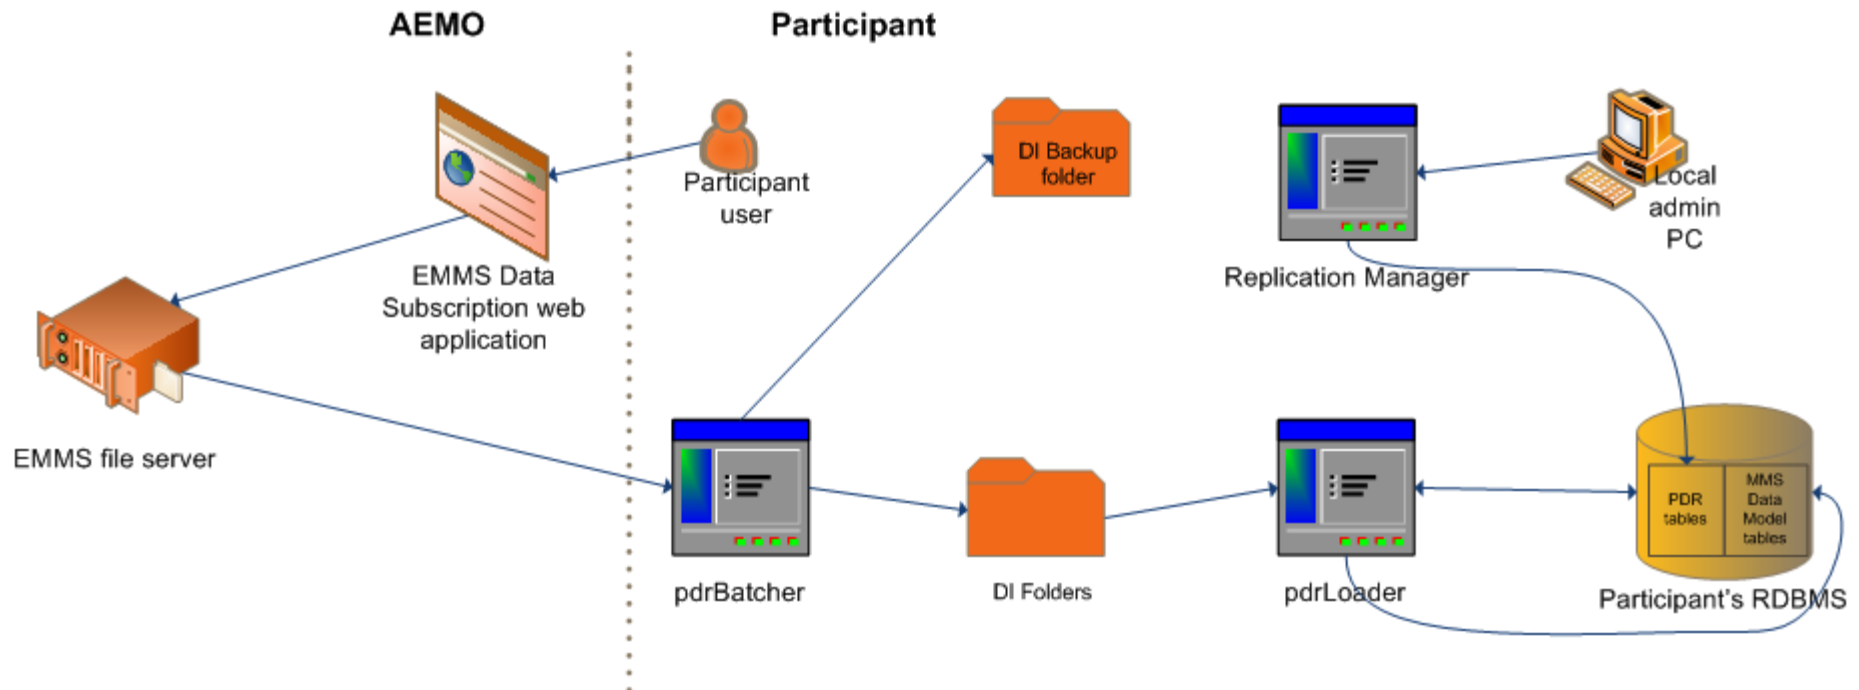 AEMO
Participant
Participant
user
DI Backup
folder
Local
admin
PC
EMMS Data
Subscription web
application
Replication Manager
EMMS file server
PDR
tables
MMS
Data
Model
tables
pdrBatcher
DI Folders
pdrLoader
Participant's RDBMS